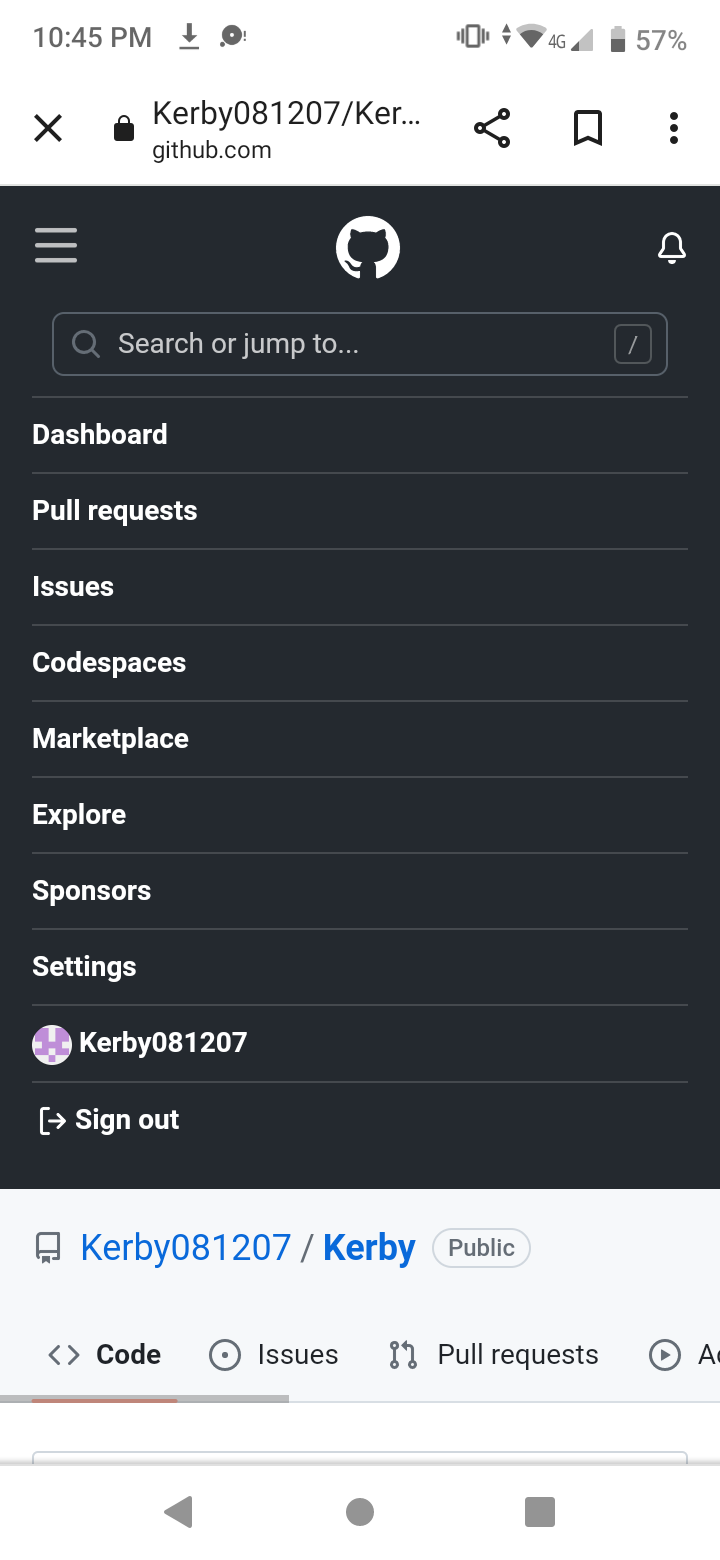 10:45 PM 4G 57%
Kerby081207/Ker...
github.com
Search or jump to... /
Dashboard
Pull requests
Issues
Codespaces
Marketplace
Explore
Sponsors
Settings
Kerby081207
Sign out
Kerby081207 / Kerby Public
Code Issues Pull requests